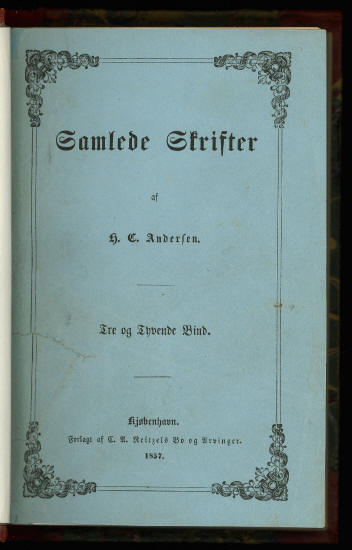 Samlede Skrifter
af
H. C. Andersen.
Tre og Tyvende Bind.
Kjøbenhavn.
Forlagt af C. A. Reitzels Bo og Arvinger.
1857.